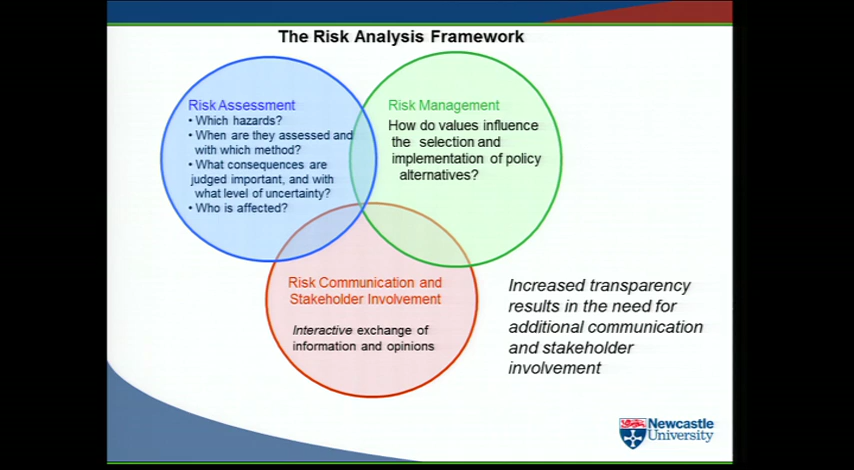 The Risk Analysis Framework
Risk Assessment
• Which hazards?
• When are they assessed and
with which method?
• What consequences are
judged important, and with
what level of uncertainty?
• Who is affected?
Risk Management
How do values influence
the selection and
implementation of policy
alternatives?
Risk Communication and
Stakeholder Involvement
Interactive exchange of
information and opinions
Increased transparency
results in the need for
additional communication
and stakeholder
involvement
Newcastle
University